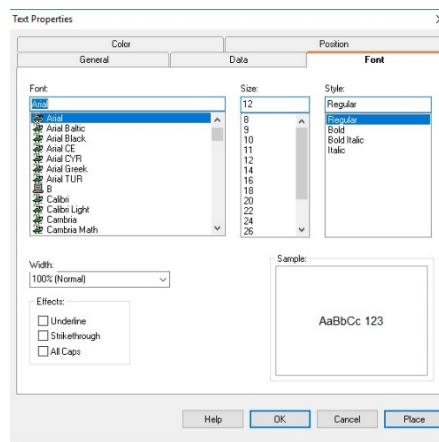 Text Properties
Color
Position
General
Data
Font
Font:
Size:
Style:
Arial
12
Regular
Arial
Arial Baltic
Arial Black
Arial CE
Arial CYR
Arial Greek
Arial TUR
B
Calibri
Calibri Light
Cambria
Cambria Math
8
9
10
11
12
14
16
18
20
22
24
26
Regular
Bold
Bold Italic
Italic
Width:
100% (Normal)
Effects:
Underline
Strikethrough
All Caps
Sample:
AaBbCc 123
Help
OK
Cancel
Place